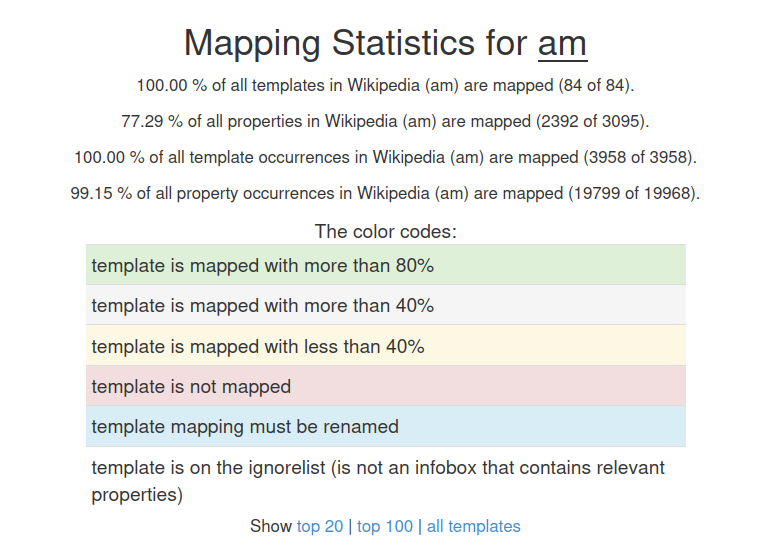 Mapping Statistics for am
100.00 % of all templates in Wikipedia (am) are mapped (84 of 84).
77.29 % of all properties in Wikipedia (am) are mapped (2392 of 3095).
100.00 % of all template occurrences in Wikipedia (am) are mapped (3958 of 3958).
99.15 % of all property occurrences in Wikipedia (am) are mapped (19799 of 19968).
The color codes:
template is mapped with more than 80%
template is mapped with more than 40%
template is mapped with less than 40%
template is not mapped
template mapping must be renamed
template is on the ignorelist (is not an infobox that contains relevant
properties)
Show top 20 | top 100 | all templates